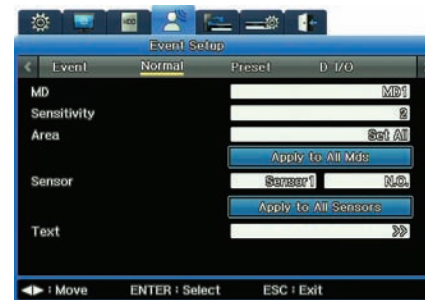 HDD
Event Setup
Event Normal Preset D I/O
MD MD1
Sensitivity 2
Area Set All
Apply to All Mds
Sensor Sensor1 N.O.
Apply to All Sensors
Text >>
◀▶ : Move ENTER : Select ESC : Exit